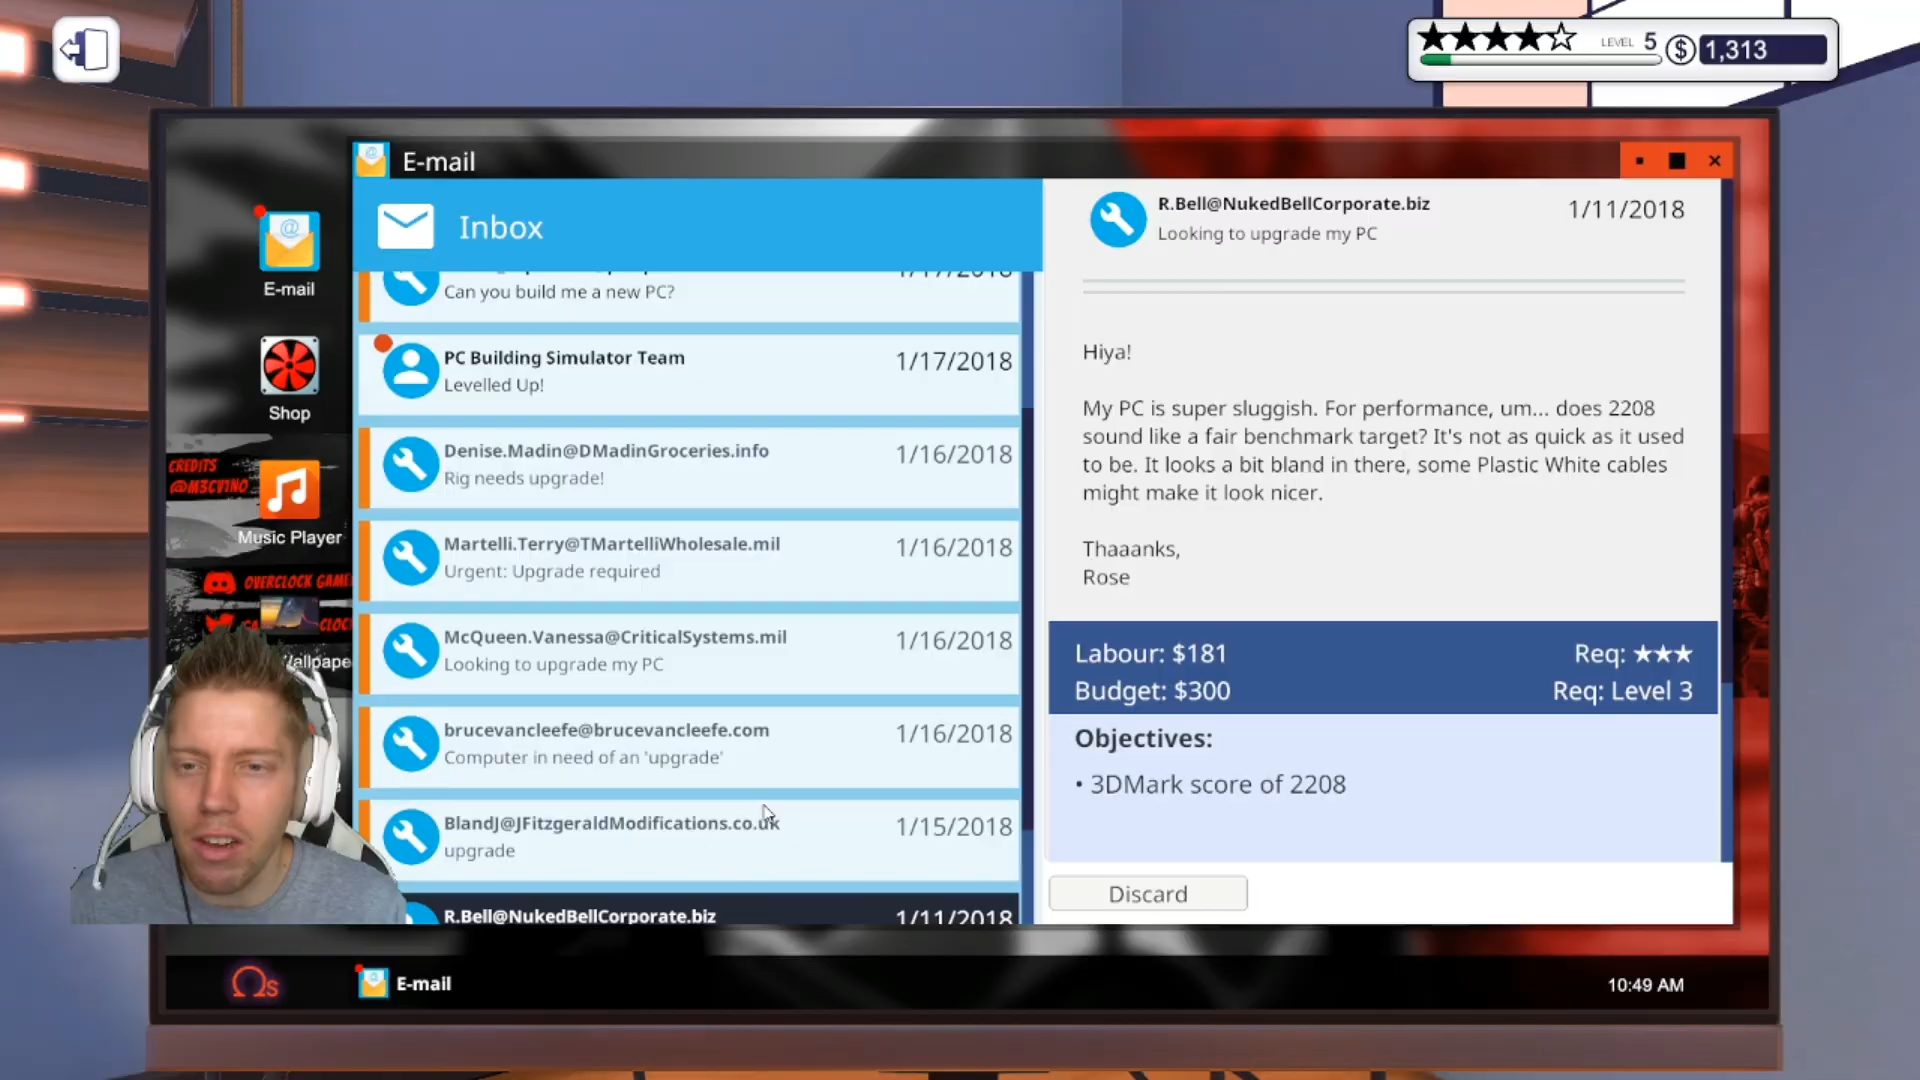 LEVEL 5 $ 1,313
E-mail
Inbox
1/17/2018
Can you build me a new PC?
PC Building Simulator Team 1/17/2018
Levelled Up!
Denise.Madin@DMadinGroceries.info 1/16/2018
Rig needs upgrade!
Martelli.Terry@TMartelliWholesale.mil 1/16/2018
Urgent: Upgrade required
McQueen.Vanessa@CriticalSystems.mil 1/16/2018
Looking to upgrade my PC
brucevancleefe@brucevancleefe.com 1/16/2018
Computer in need of an 'upgrade'
BlandJ@JFitzgeraldModifications.co.uk 1/15/2018
upgrade
R.Bell@NukedBellCorporate.biz 1/11/2018
R.Bell@NukedBellCorporate.biz 1/11/2018
Looking to upgrade my PC
Hiya!
My PC is super sluggish. For performance, um... does 2208
sound like a fair benchmark target? It's not as quick as it used
to be. It looks a bit bland in there, some Plastic White cables
might make it look nicer.
Thaaanks,
Rose
Labour: $181 Req: ★★★
Budget: $300 Req: Level 3
Objectives:
• 3DMark score of 2208
Discard
E-mail
Shop
CREDITS
@M3CV1NO
Music Player
OVERCLOCK GAME
E-mail
10:49 AM